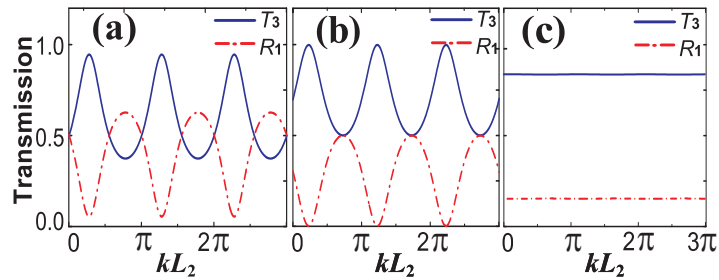 (a) T3 R1
(b) T3 R1
(c) T3 R1
Transmission
1.0
0.5
0.0
0 π 2π
0 π 2π
0 π 2π 3π
kL2
kL2
kL2